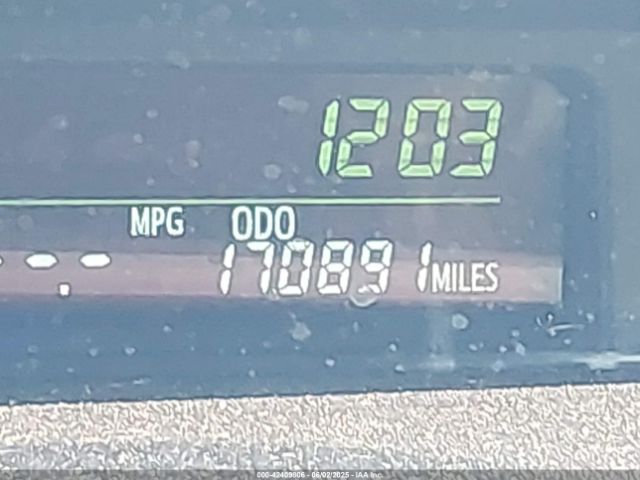 1203
MPG ODO
--.- 170891 MILES
000-42409806 - 06/02/2025 - IAA Inc.